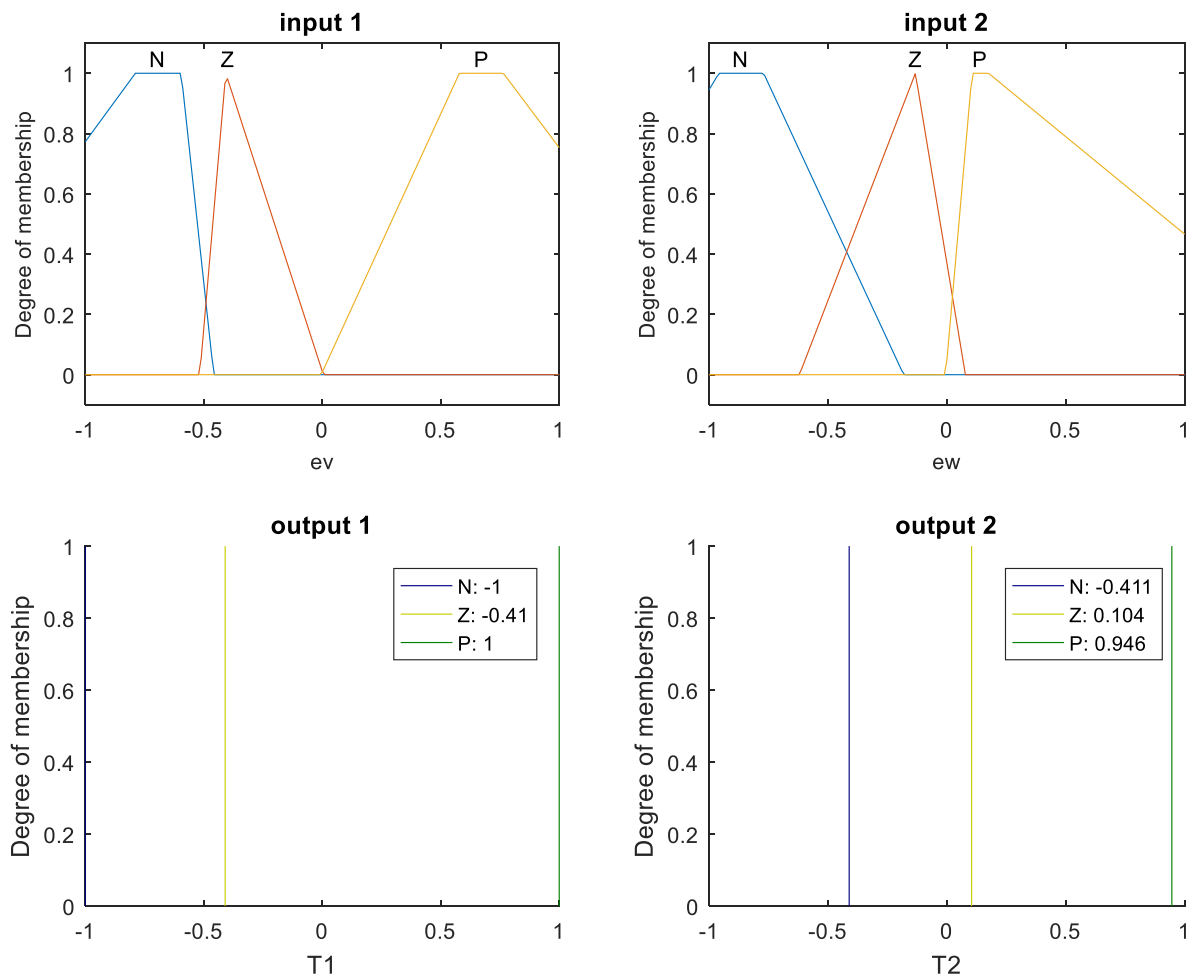 input 1
N
Z
P
Degree of membership
1
0.8
0.6
0.4
0.2
0
-1
-0.5
0
0.5
1
ev
input 2
N
Z
P
Degree of membership
1
0.8
0.6
0.4
0.2
0
-1
-0.5
0
0.5
1
ew
output 1
Degree of membership
1
0.8
0.6
0.4
0.2
0
N: -1
Z: -0.41
P: 1
-1
-0.5
0
0.5
1
T1
output 2
Degree of membership
1
0.8
0.6
0.4
0.2
0
N: -0.411
Z: 0.104
P: 0.946
-1
-0.5
0
0.5
1
T2